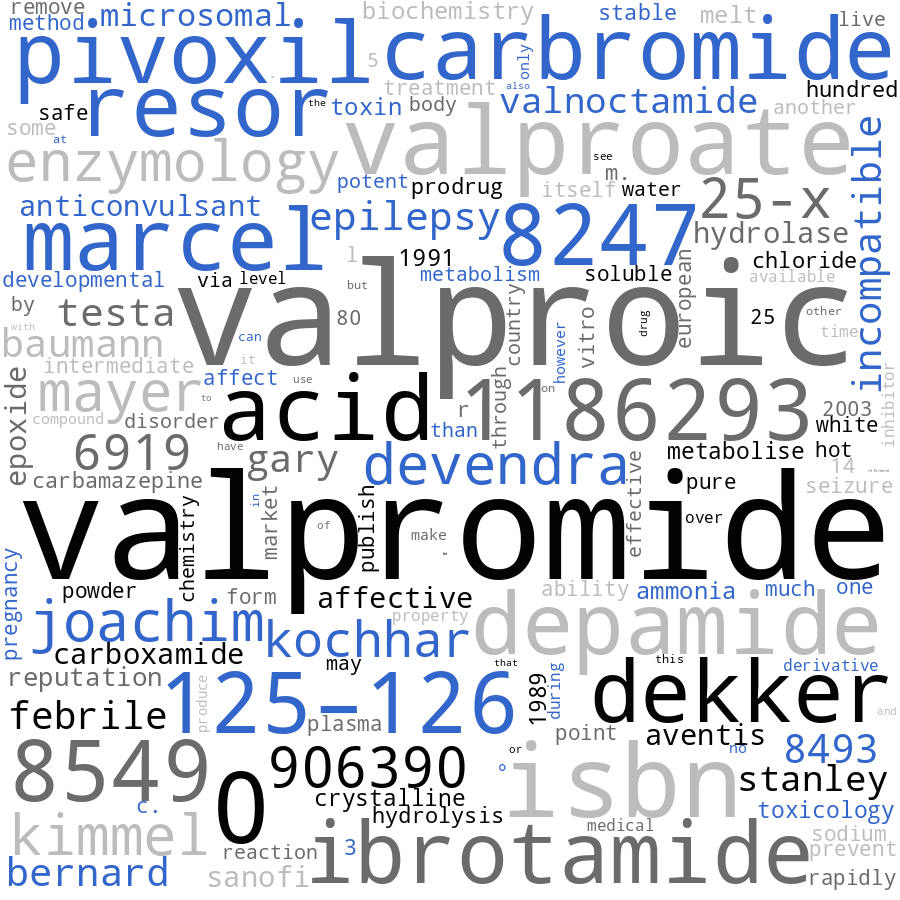 remove
method
microsomal
biochemistry
stable
melt
live
pivoxil
carbromide
5
only
also
treatment
hundred
safe
resor
the
toxin
body
valnoctamide
another
some
at
enzymology
valproate
see
m.
potent
prodrug
itself
water
25-x
incompatible
anticonvulsant
marcel
epilepsy
8247
hydrolase
l
1991
metabolism
soluble
european
chloride
available
developmental
via
level
but
by
with
testa
valproic
80
country
vitro
drug
25
other
time
baumann
can
it
however
intermediate
affect
use
epoxide
mayer
to
acid
through
on
1186293
2003
inhibitor
compound
disorder
r
than
white
6919
have
gary
devendra
metabolise
hot
carbamazepine
14
seizure
reference
in
market
publish
effective
pure
valpromide
chemistry
of
make
r
over
pregnancy
powder
form
affective
ability
ammonia
much
one
property
joachim
kochhar
depamide
carboxamide
may
that
this
derivative
reputation
produce
125-126
1989
during
dekker
and
febrile
plasma
point
aventis
no
8549
0
906390
or
o
isbn
8493
stanley
c.
crystalline
hydrolysis
toxicology
kimmel
medical
sodium
prevent
reaction
3
ibrotamide
bernard
sanofi
rapidly